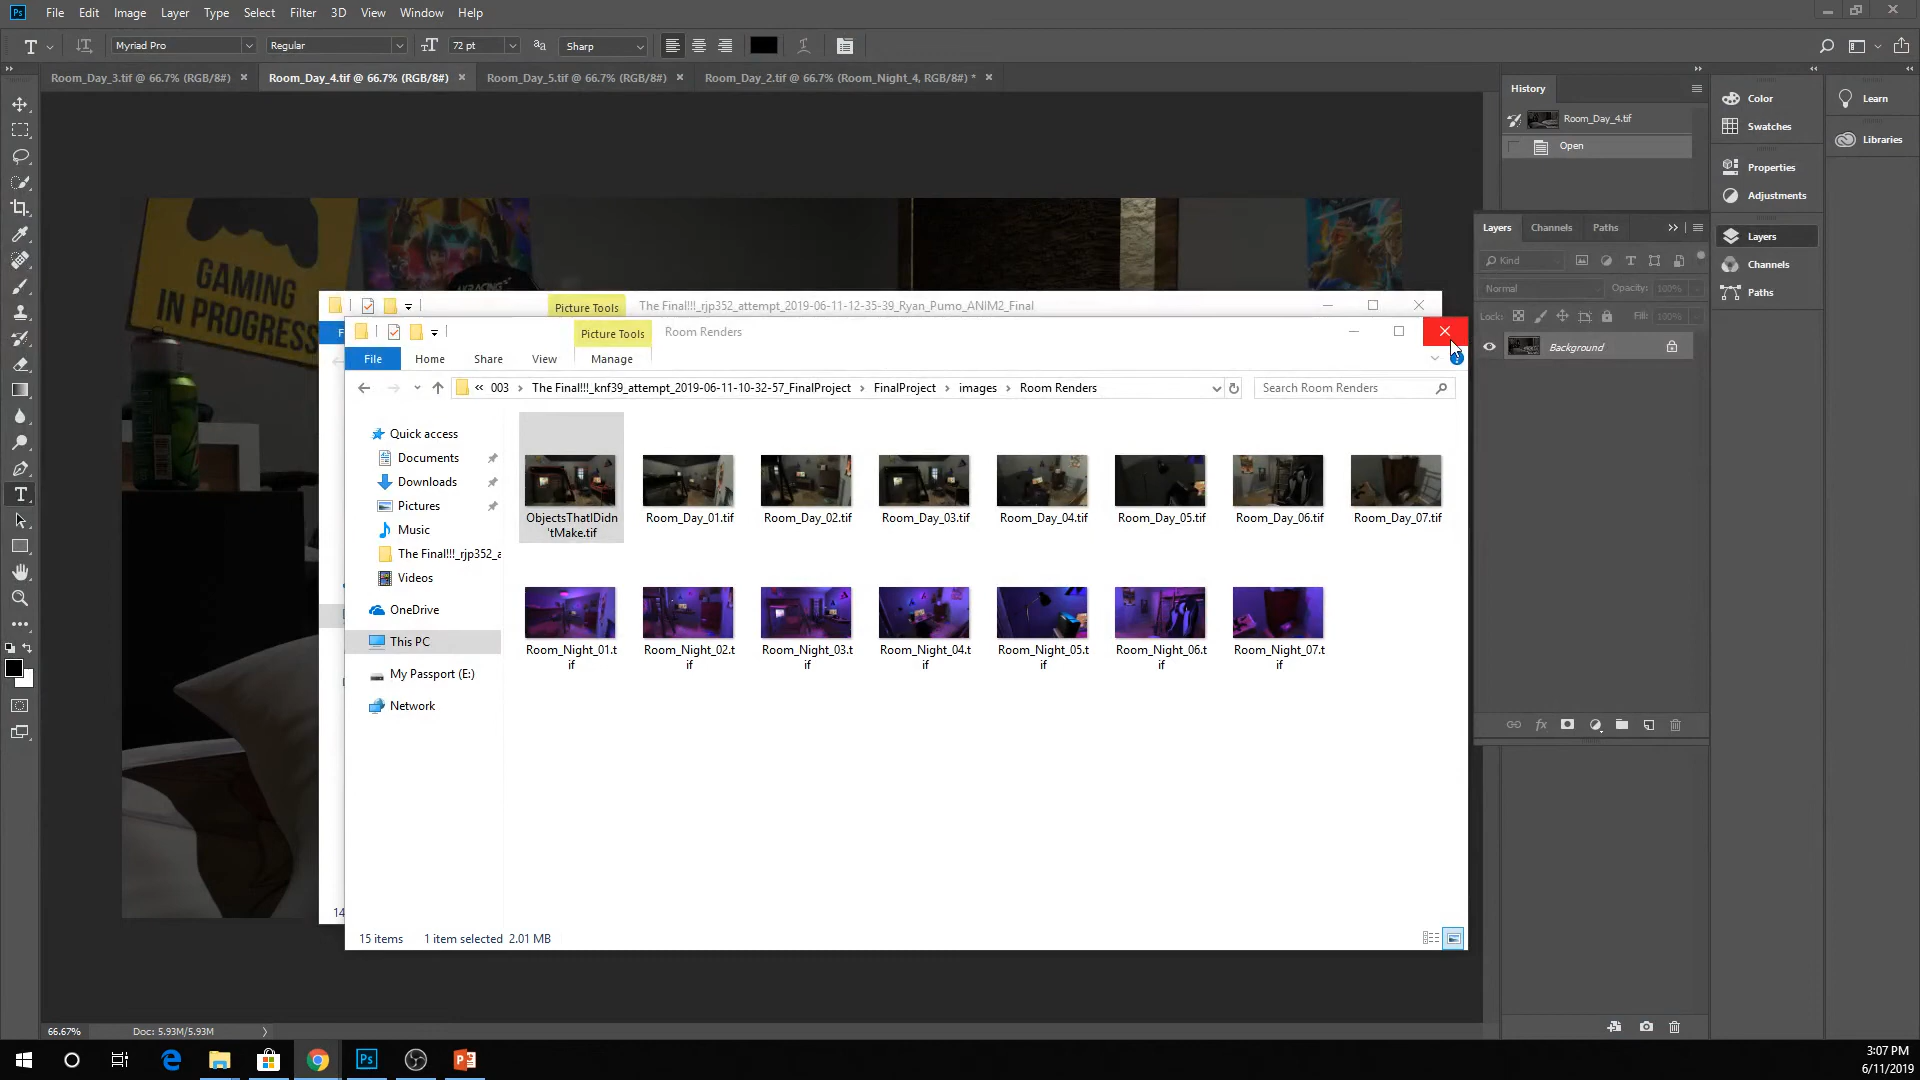 Ps File Edit Image Layer Type Select Filter 3D View Window Help
T Myriad Pro Regular 72 pt Sharp
Room_Day_3.tif @ 66.7% (RGB/8#) Room_Day_4.tif @ 66.7% (RGB/8#) Room_Day_5.tif @ 66.7% (RGB/8#) Room_Day_2.tif @ 66.7% (Room_Night_4, RGB/8#) *
History
Room_Day_4.tif
Open
Color
Swatches
Properties
Adjustments
Layers
Channels
Paths
Learn
Libraries
Layers Channels Paths
Kind
Normal Opacity: 100%
Lock: Fill: 100%
Background
GAMING
IN PROGRESS
Picture Tools The Final!!!_rjp352_attempt_2019-06-11-12-35-39_Ryan_Pumo_ANIM2_Final
Picture Tools Room Renders
File Home Share View Manage
« 003 > The Final!!!_knf39_attempt_2019-06-11-10-32-57_FinalProject > FinalProject > images > Room Renders
Search Room Renders
Quick access
Documents
Downloads
Pictures
Music
The Final!!!_rjp352_a
Videos
OneDrive
This PC
My Passport (E:)
Network
ObjectsThatIDidn
'tMake.tif
Room_Day_01.tif
Room_Day_02.tif
Room_Day_03.tif
Room_Day_04.tif
Room_Day_05.tif
Room_Day_06.tif
Room_Day_07.tif
Room_Night_01.t
if
Room_Night_02.t
if
Room_Night_03.t
if
Room_Night_04.t
if
Room_Night_05.t
if
Room_Night_06.t
if
Room_Night_07.t
if
14
15 items 1 item selected 2.01 MB
66.67% Doc: 5.93M/5.93M
3:07 PM
6/11/2019